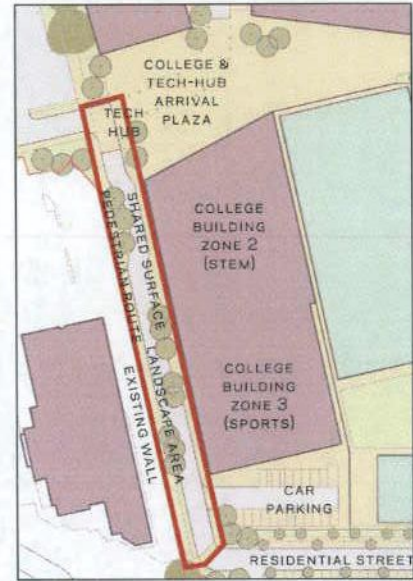 COLLEGE &
TECH-HUB
ARRIVAL
PLAZA
TECH
HUB
COLLEGE
BUILDING
ZONE 2
(STEM)
SHARED SURFACE
PEDESTRIAN ROUTE
LANDSCAPE AREA
EXISTING WALL
COLLEGE
BUILDING
ZONE 3
(SPORTS)
CAR
PARKING
RESIDENTIAL STREET